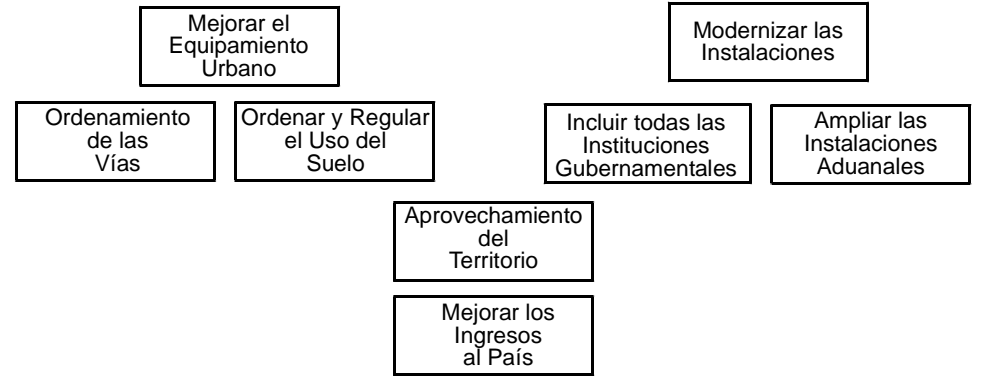 Mejorar el
Equipamiento
Urbano
Modernizar las
Instalaciones
Ordenamiento
de las
Vías
Ordenar y Regular
el Uso del
Suelo
Incluir todas las
Instituciones
Gubernamentales
Ampliar las
Instalaciones
Aduanales
Aprovechamiento
del
Territorio
Mejorar los
Ingresos
al País